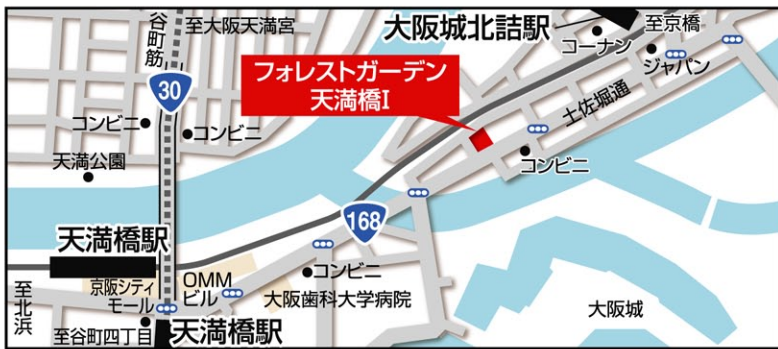 谷町筋
至大阪天満宮
大阪城北詰駅
至京橋
コーナン
ジャパン
フォレストガーデン
天満橋I
30
土佐堀通
コンビニ
コンビニ
コンビニ
天満公園
168
天満橋駅
京阪シティ
モール
OMM
ビル
コンビニ
大阪歯科大学病院
大阪城
至北浜
至谷町四丁目
天満橋駅